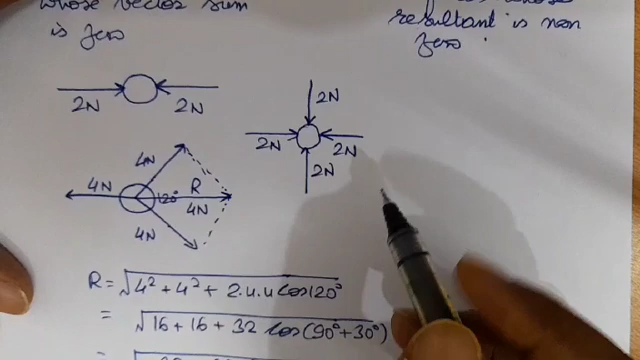 whose vector sum
is zero
resultant is non
zero.
2N 2N
2N
2N 2N
2N
4N
4N 120° R
4N
4N
R = √4² + 4² + 2.4.4 cos120°
= √16 + 16 + 32 cos(90°+30°)
=